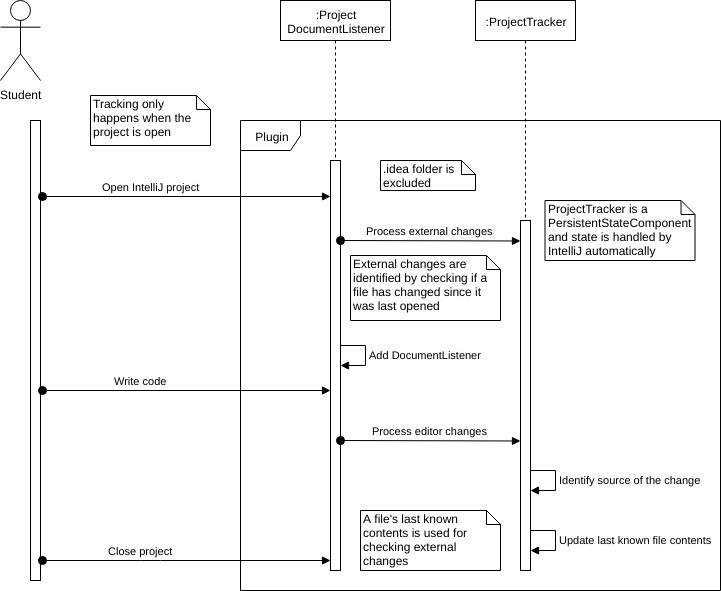 :Project
DocumentListener
:ProjectTracker
Student
Tracking only
happens when the
project is open
Plugin
.idea folder is
excluded
Open IntelliJ project
ProjectTracker is a
PersistentStateComponent
and state is handled by
IntelliJ automatically
Process external changes
External changes are
identified by checking if a
file has changed since it
was last opened
Add DocumentListener
Write code
Process editor changes
Identify source of the change
A file's last known
contents is used for
checking external
changes
Update last known file contents
Close project